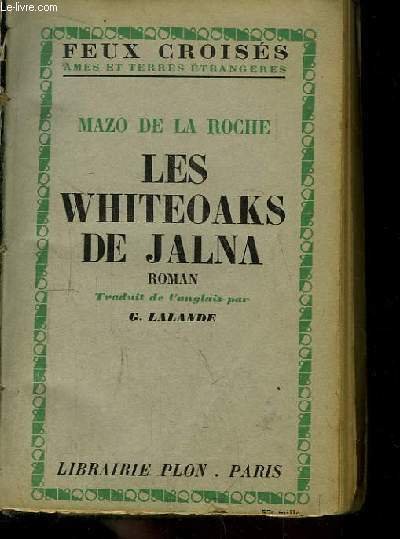 Le-livre.com
FEUX CROISÉS
AMES ET TERRES ÉTRANGÈRES
MAZO DE LA ROCHE
LES
WHITEOAKS
DE JALNA
ROMAN
Traduit de l'anglais par
G. LALANDE
LIBRAIRIE PLON . PARIS